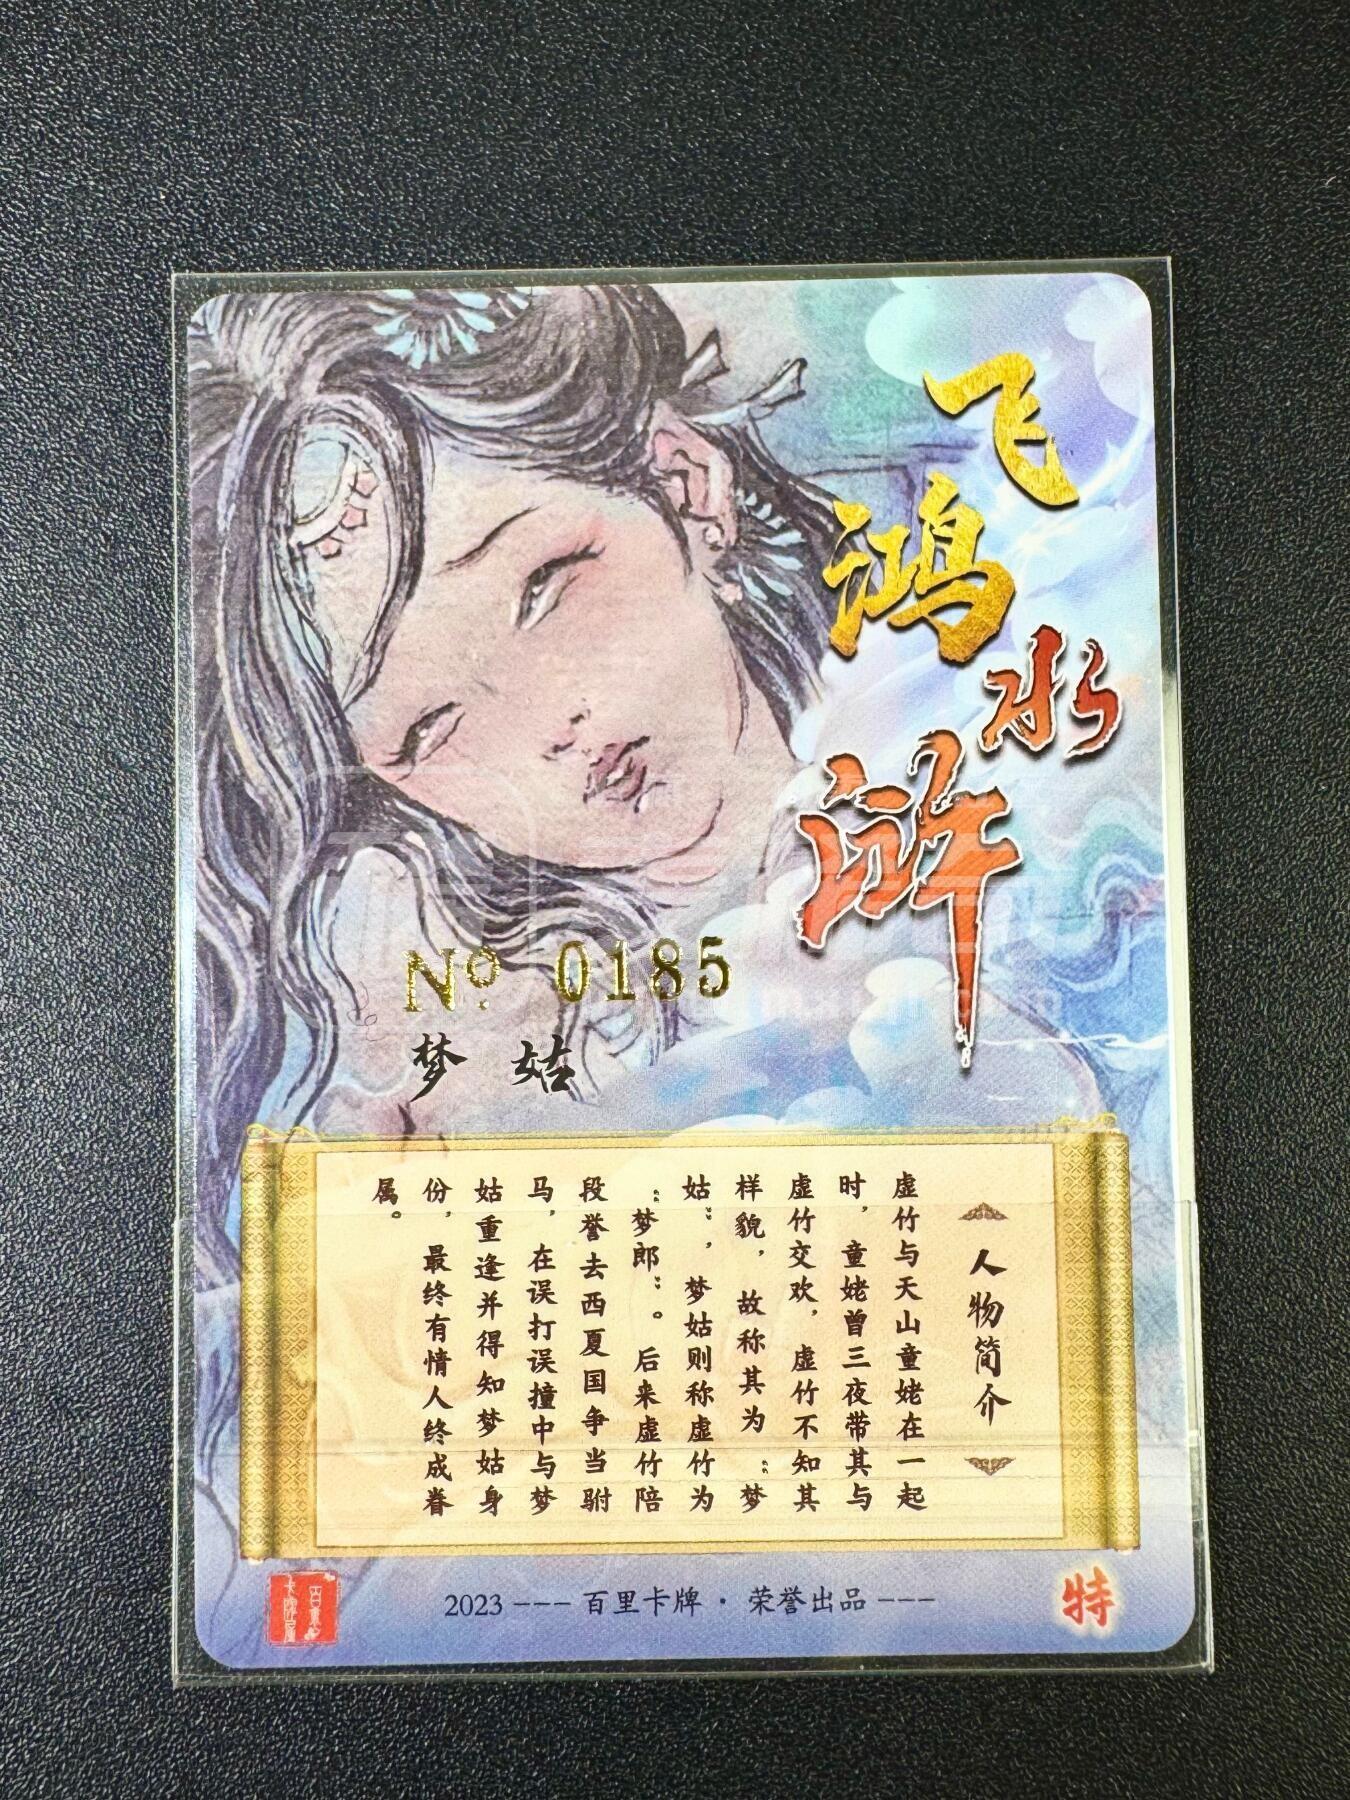 飞鸿
水浒
No. 0185
梦姑
人物简介
虚竹与天山童姥在一起
时，童姥曾三夜带其与
虚竹交欢，虚竹不知其
样貌，故称其为“梦
姑”，梦姑则称虚竹为
“梦郎”。后来虚竹陪
段誉去西夏国争当驸
马，在误打误撞中与梦
姑重逢并得知梦姑身
份，最终有情人终成眷
属。
2023 --- 百里卡牌 · 荣誉出品 ---
特